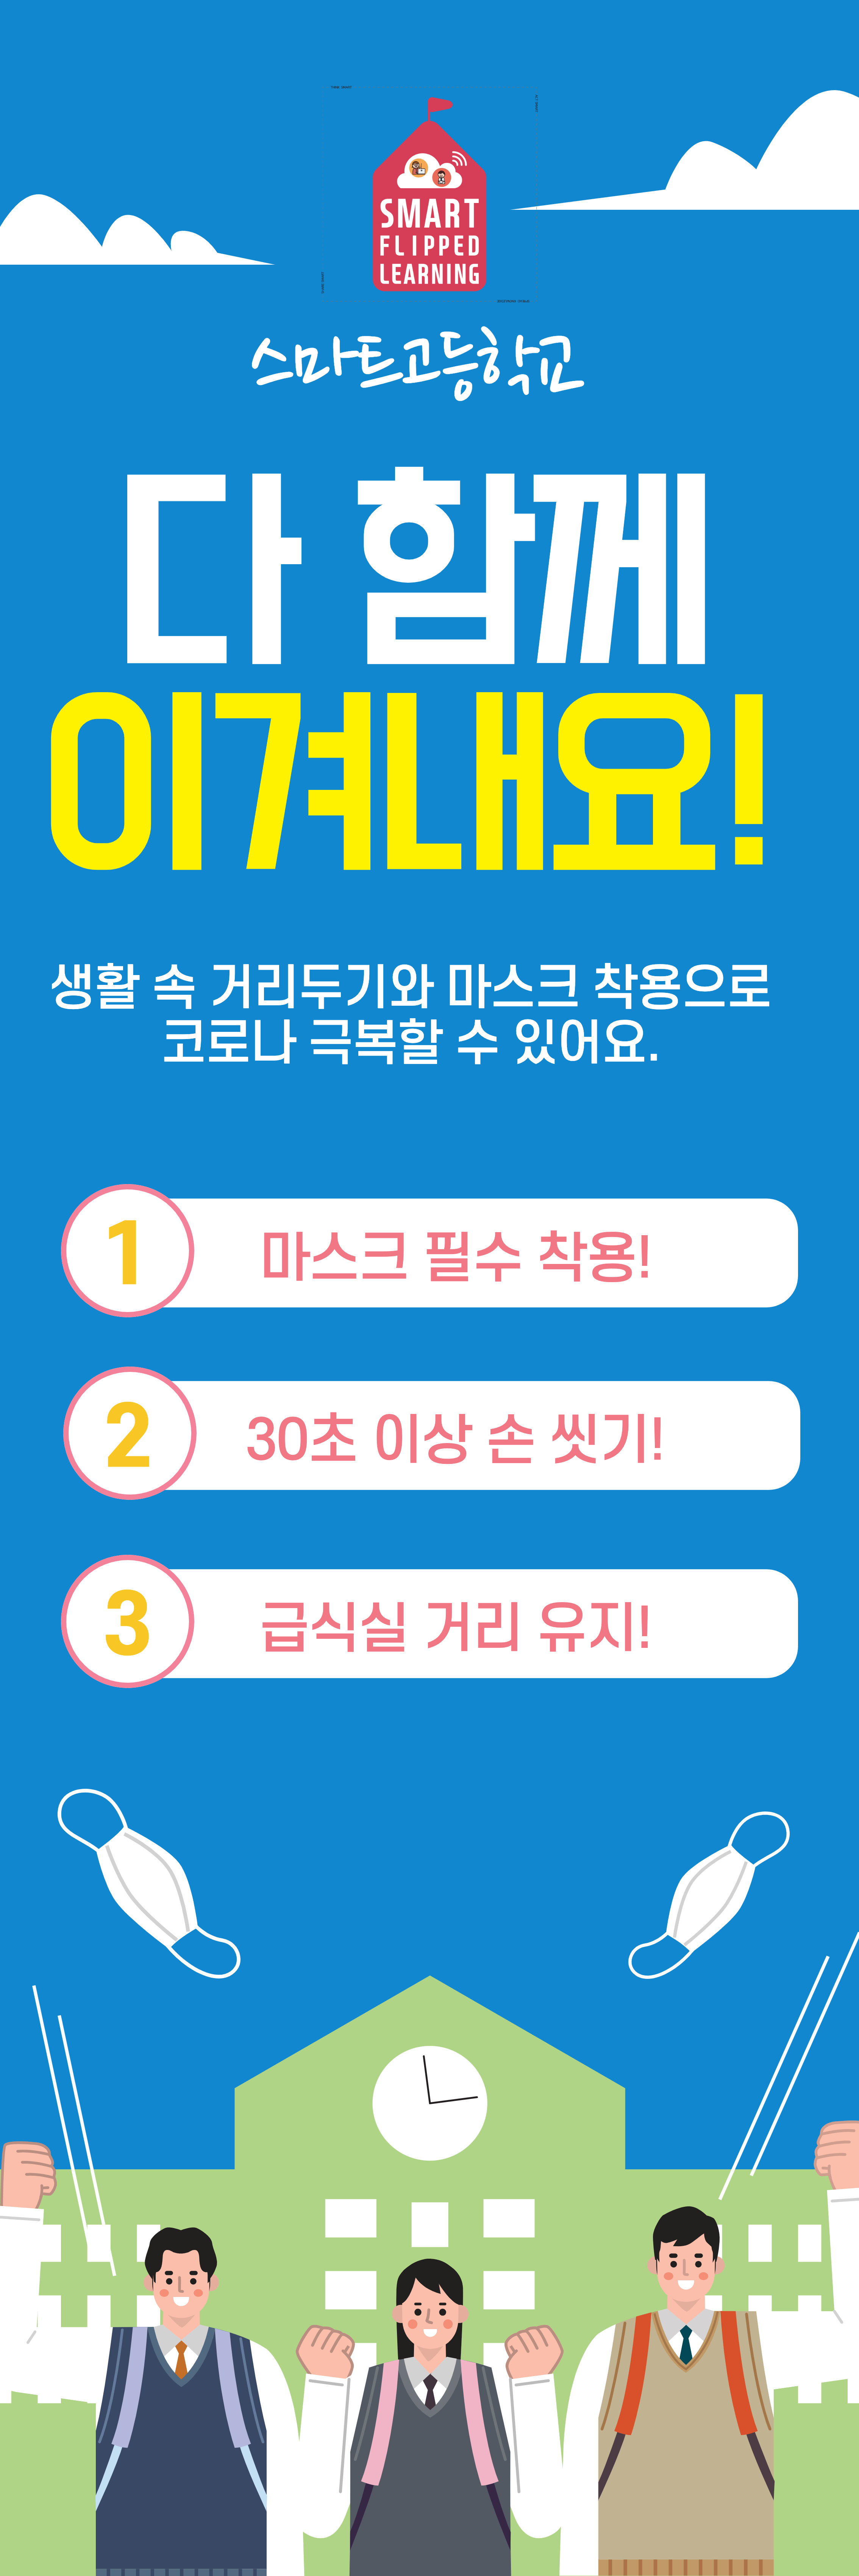 SMART
FLIPPED
LEARNING
스마트고등학교
다 함께
이겨내요!
생활 속 거리두기와 마스크 착용으로
코로나 극복할 수 있어요.
1 마스크 필수 착용!
2 30초 이상 손 씻기!
3 급식실 거리 유지!